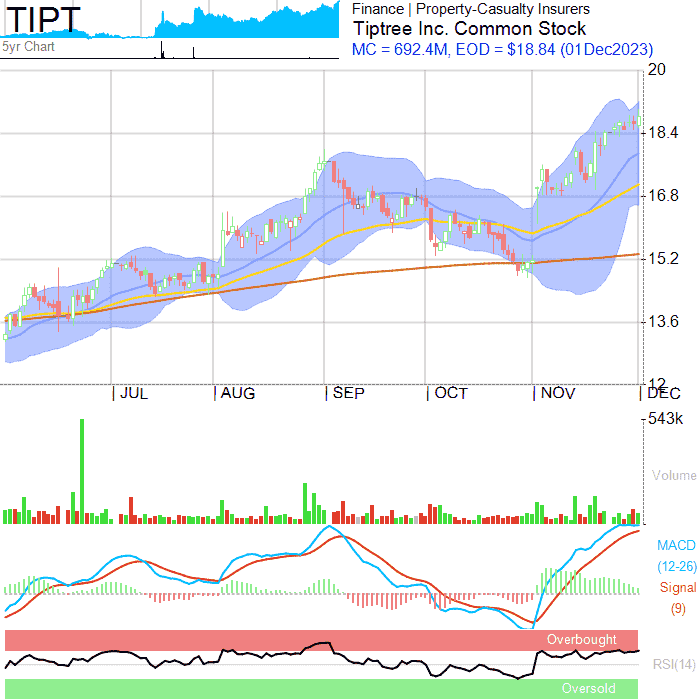 TIPT
5yr Chart
Finance | Property-Casualty Insurers
Tiptree Inc. Common Stock
MC = 692.4M, EOD = $18.84 (01Dec2023)
20
18.4
16.8
15.2
13.6
12
JUL AUG SEP OCT NOV DEC
543k
Volume
MACD
(12-26)
Signal
(9)
Overbought
RSI(14)
Oversold